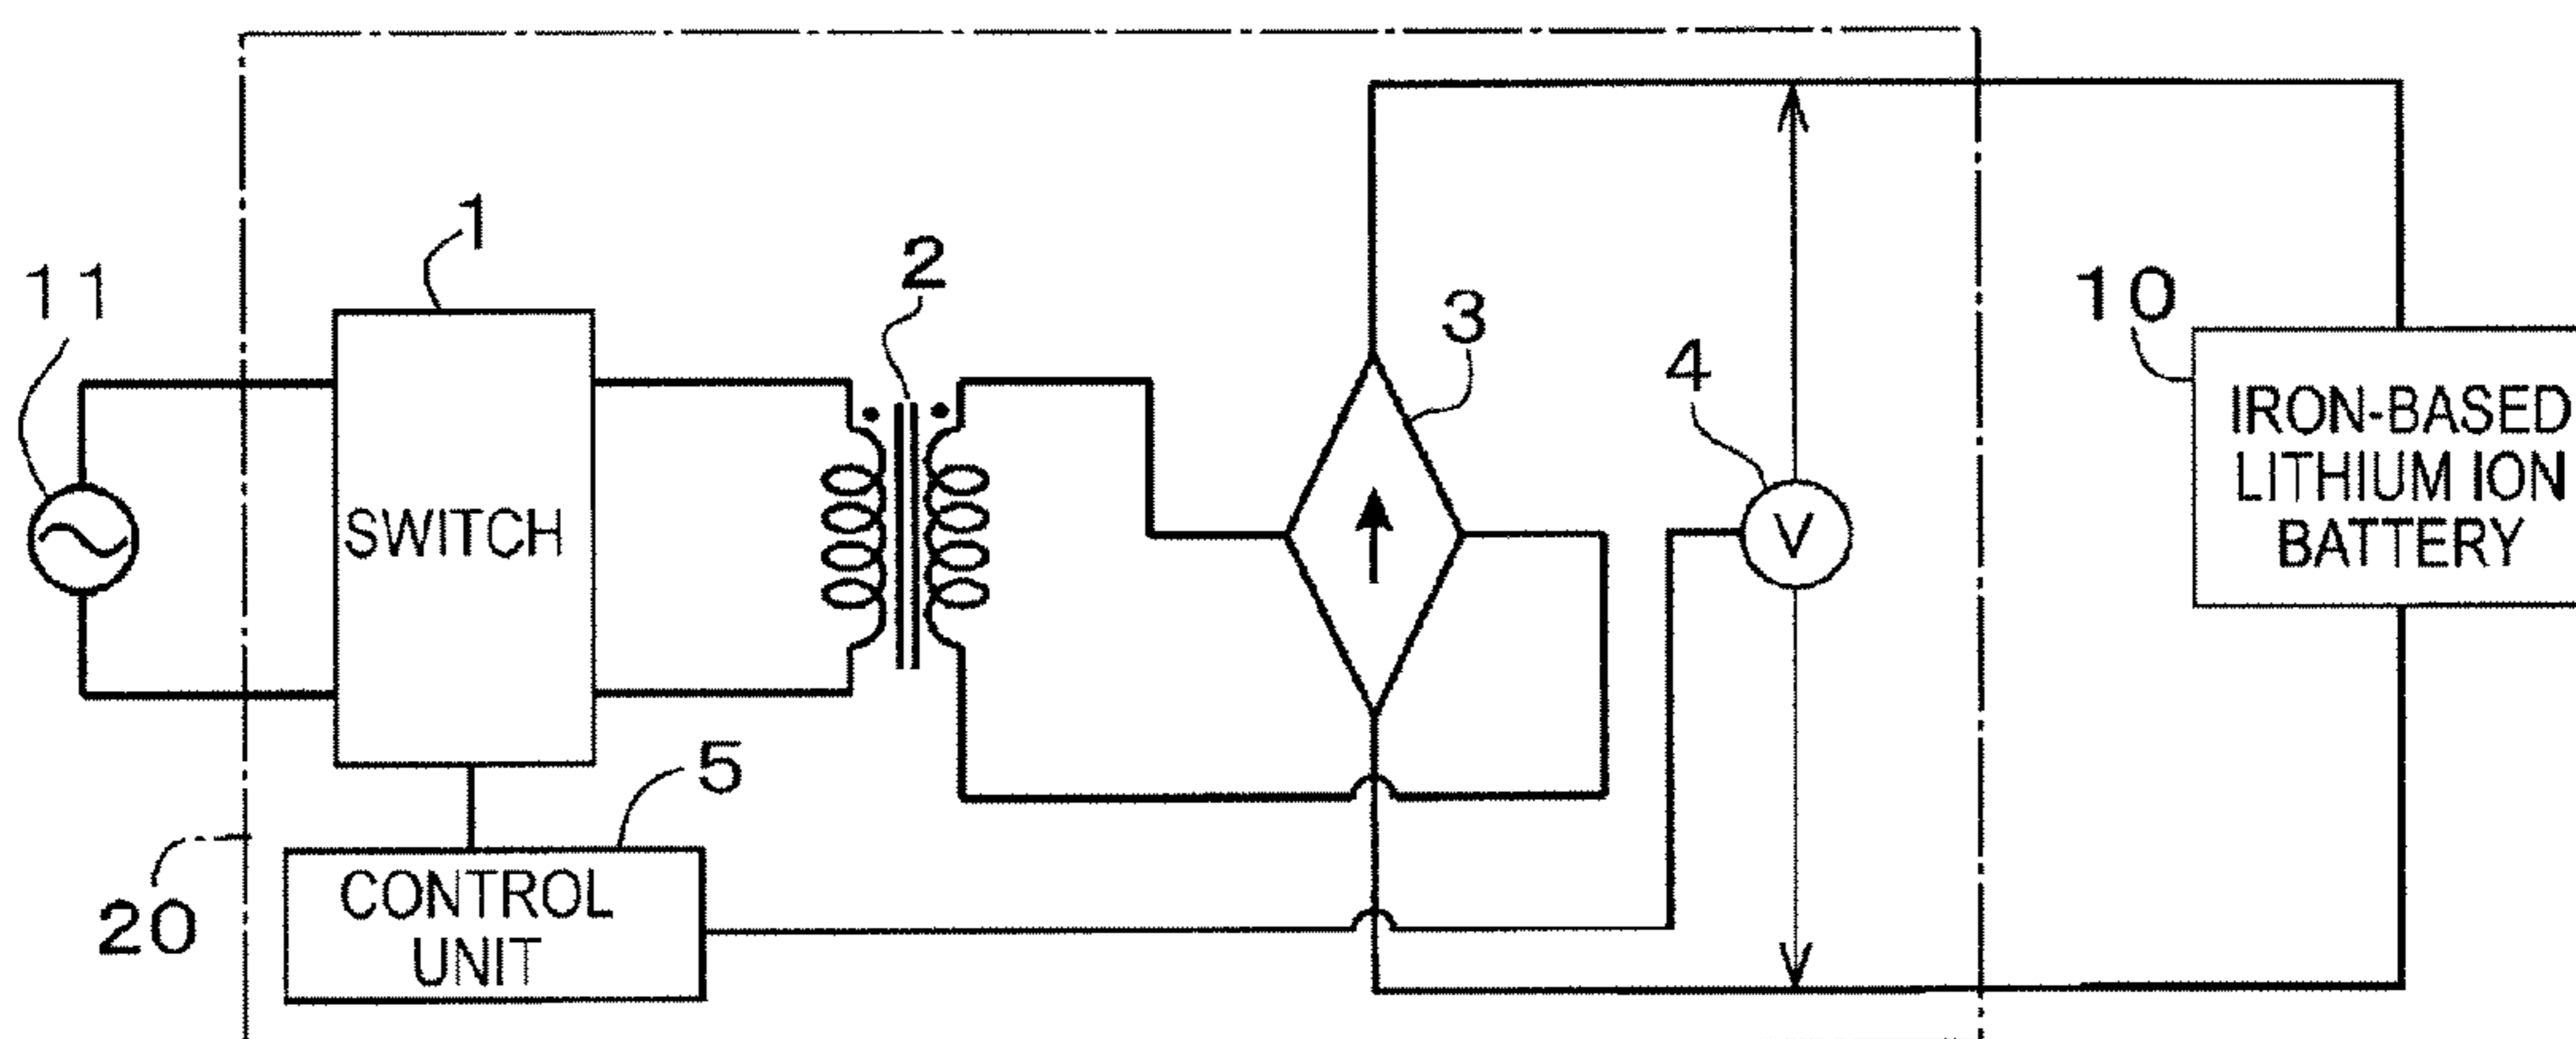 1
2
11
10
3
4
IRON-BASED
LITHIUM ION
BATTERY
SWITCH
V
5
20
CONTROL
UNIT